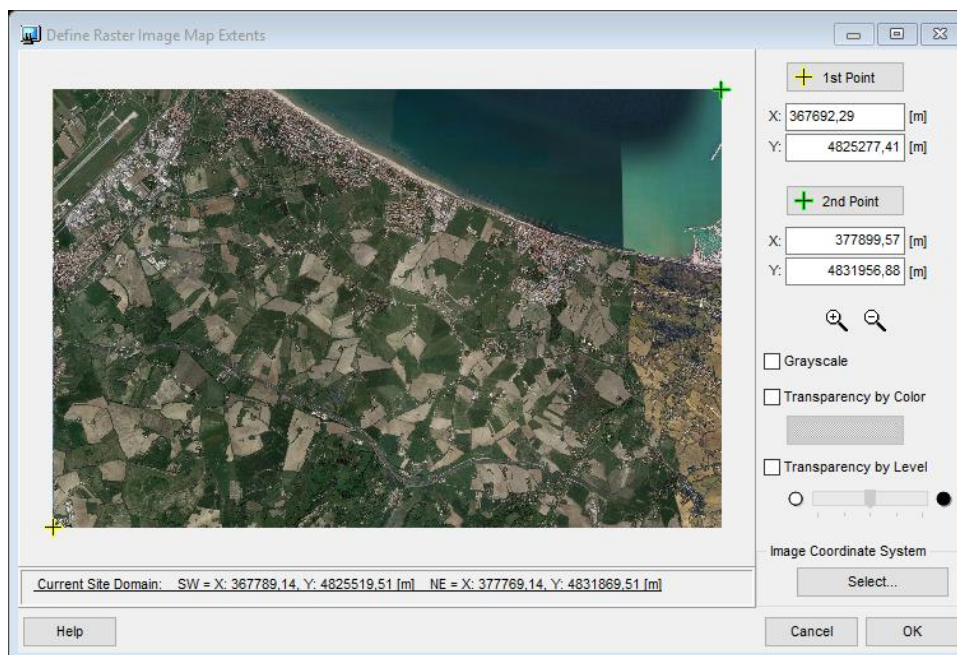 Define Raster Image Map Extents
1st Point
X: 367692,29 [m]
Y: 4825277,41 [m]
2nd Point
X: 377899,57 [m]
Y: 4831956,88 [m]
Grayscale
Transparency by Color
Transparency by Level
Image Coordinate System
Select...
Current Site Domain: SW = X: 367789,14, Y: 4825519,51 [m] NE = X: 377769,14, Y: 4831869,51 [m]
Help
Cancel
OK